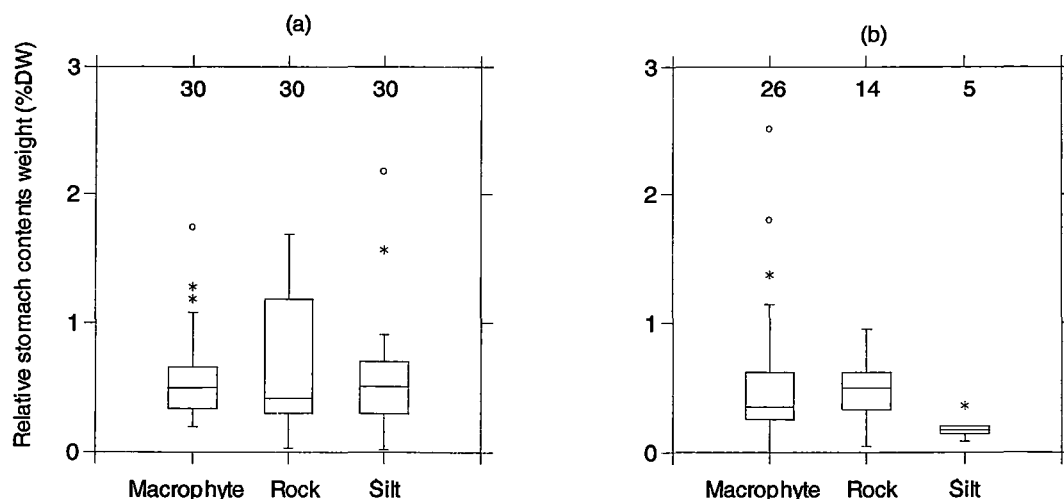 (a)
(b)
Relative stomach contents weight (%DW)
3
30 30 30
2
1
0
Macrophyte Rock Silt
3
26 14 5
2
1
0
Macrophyte Rock Silt